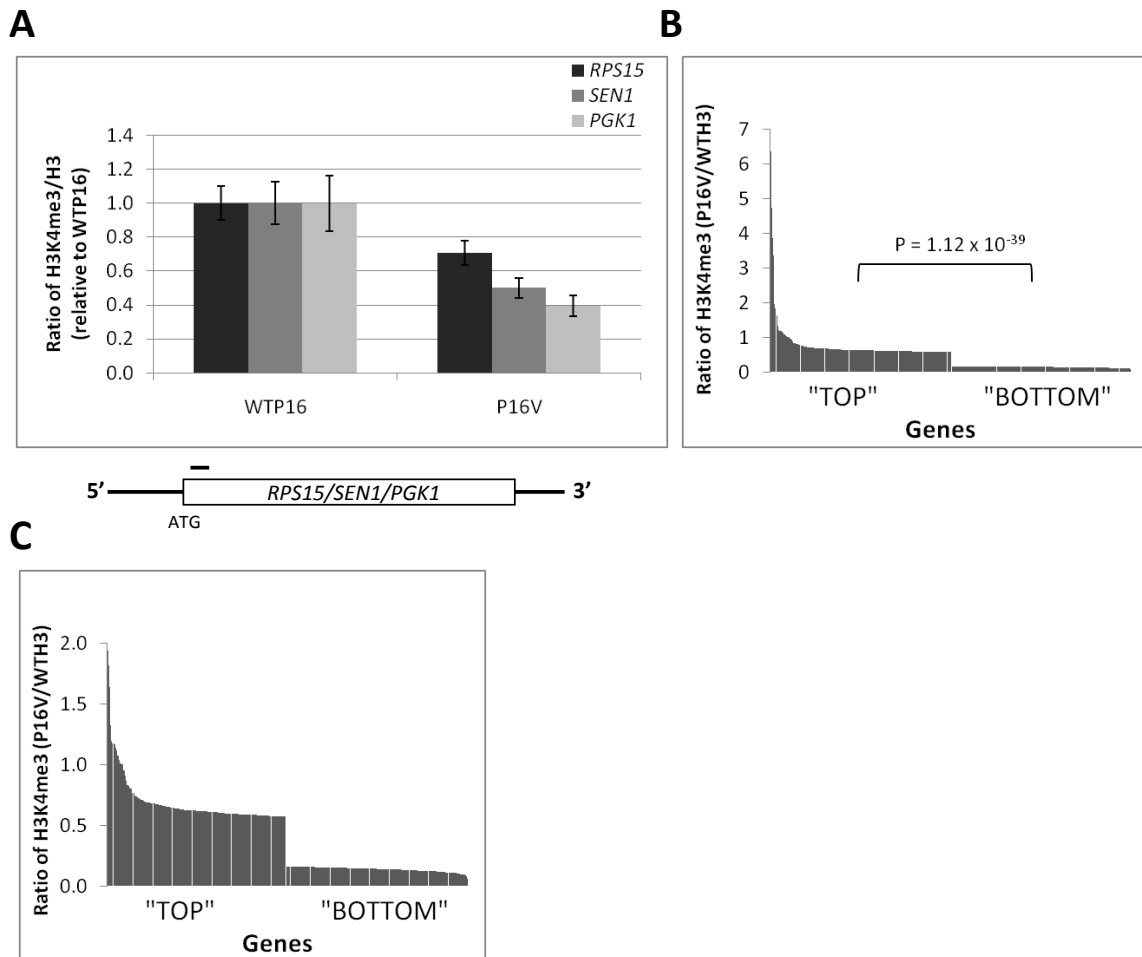 A
RPS15
SEN1
PGK1
Ratio of H3K4me3/H3
(relative to WTP16)
1.4
1.2
1.0
0.8
0.6
0.4
0.2
0.0
WTP16 P16V
5’ RPS15/SEN1/PGK1 3’
ATG
B
Ratio of H3K4me3 (P16V/WTH3)
7
6
5
4
3
2
1
0
P = 1.12 x 10-39
"TOP" "BOTTOM"
Genes
C
Ratio of H3K4me3 (P16V/WTH3)
2.0
1.5
1.0
0.5
0.0
"TOP" "BOTTOM"
Genes